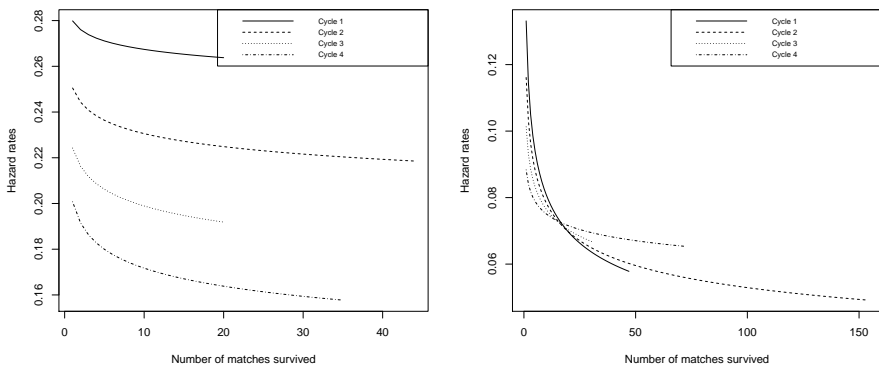 0.28
0.26
0.24
0.22
0.20
0.18
0.16
Hazard rates
0 10 20 30 40
Number of matches survived
Cycle 1
Cycle 2
Cycle 3
Cycle 4
0.12
0.10
0.08
0.06
Hazard rates
0 50 100 150
Number of matches survived
Cycle 1
Cycle 2
Cycle 3
Cycle 4